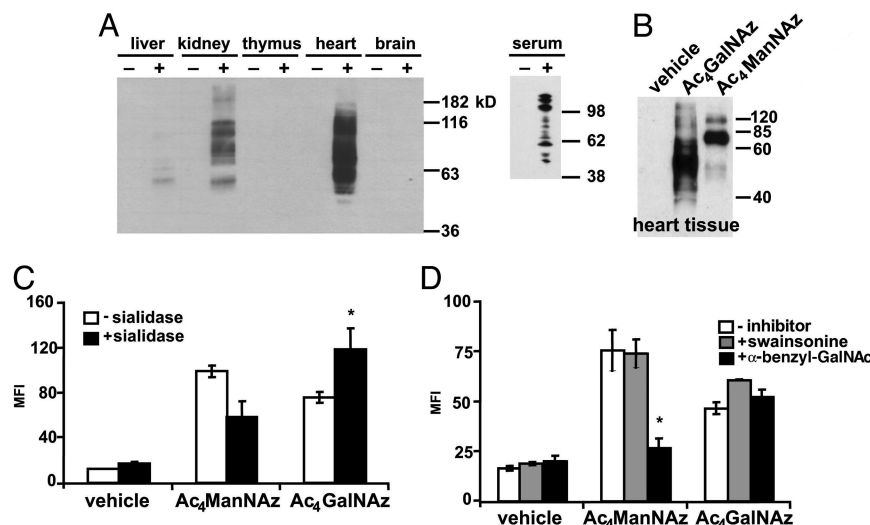 A
liver kidney thymus heart brain
– + – + – + – + – +
182 kD
116
63
36
serum
– +
98
62
38
B
vehicle
Ac4GalNAz
Ac4ManNAz
120
85
60
40
heart tissue
C
160
120
80
40
0
MFI
- sialidase
+sialidase
*
vehicle Ac4ManNAz Ac4GalNAz
D
100
75
50
25
0
MFI
- inhibitor
+swainsonine
+α-benzyl-GalNAc
*
vehicle Ac4ManNAz Ac4GalNAz